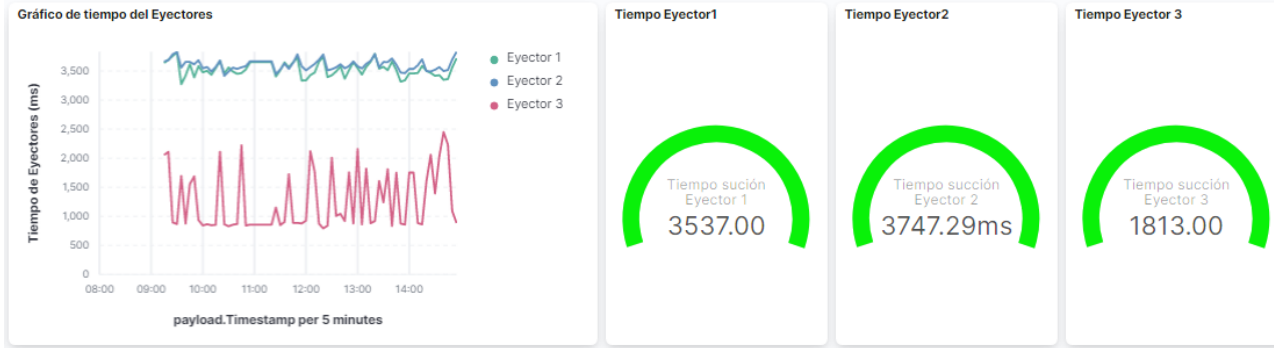 Gráfico de tiempo del Eyectores
Tiempo de Eyectores (ms)
3,500
3,000
2,500
2,000
1,500
1,000
500
0
08:00 09:00 10:00 11:00 12:00 13:00 14:00
payload.Timestamp per 5 minutes
Eyector 1
Eyector 2
Eyector 3
Tiempo Eyector1
Tiempo sución
Eyector 1
3537.00
Tiempo Eyector2
Tiempo succión
Eyector 2
3747.29ms
Tiempo Eyector 3
Tiempo succión
Eyector 3
1813.00